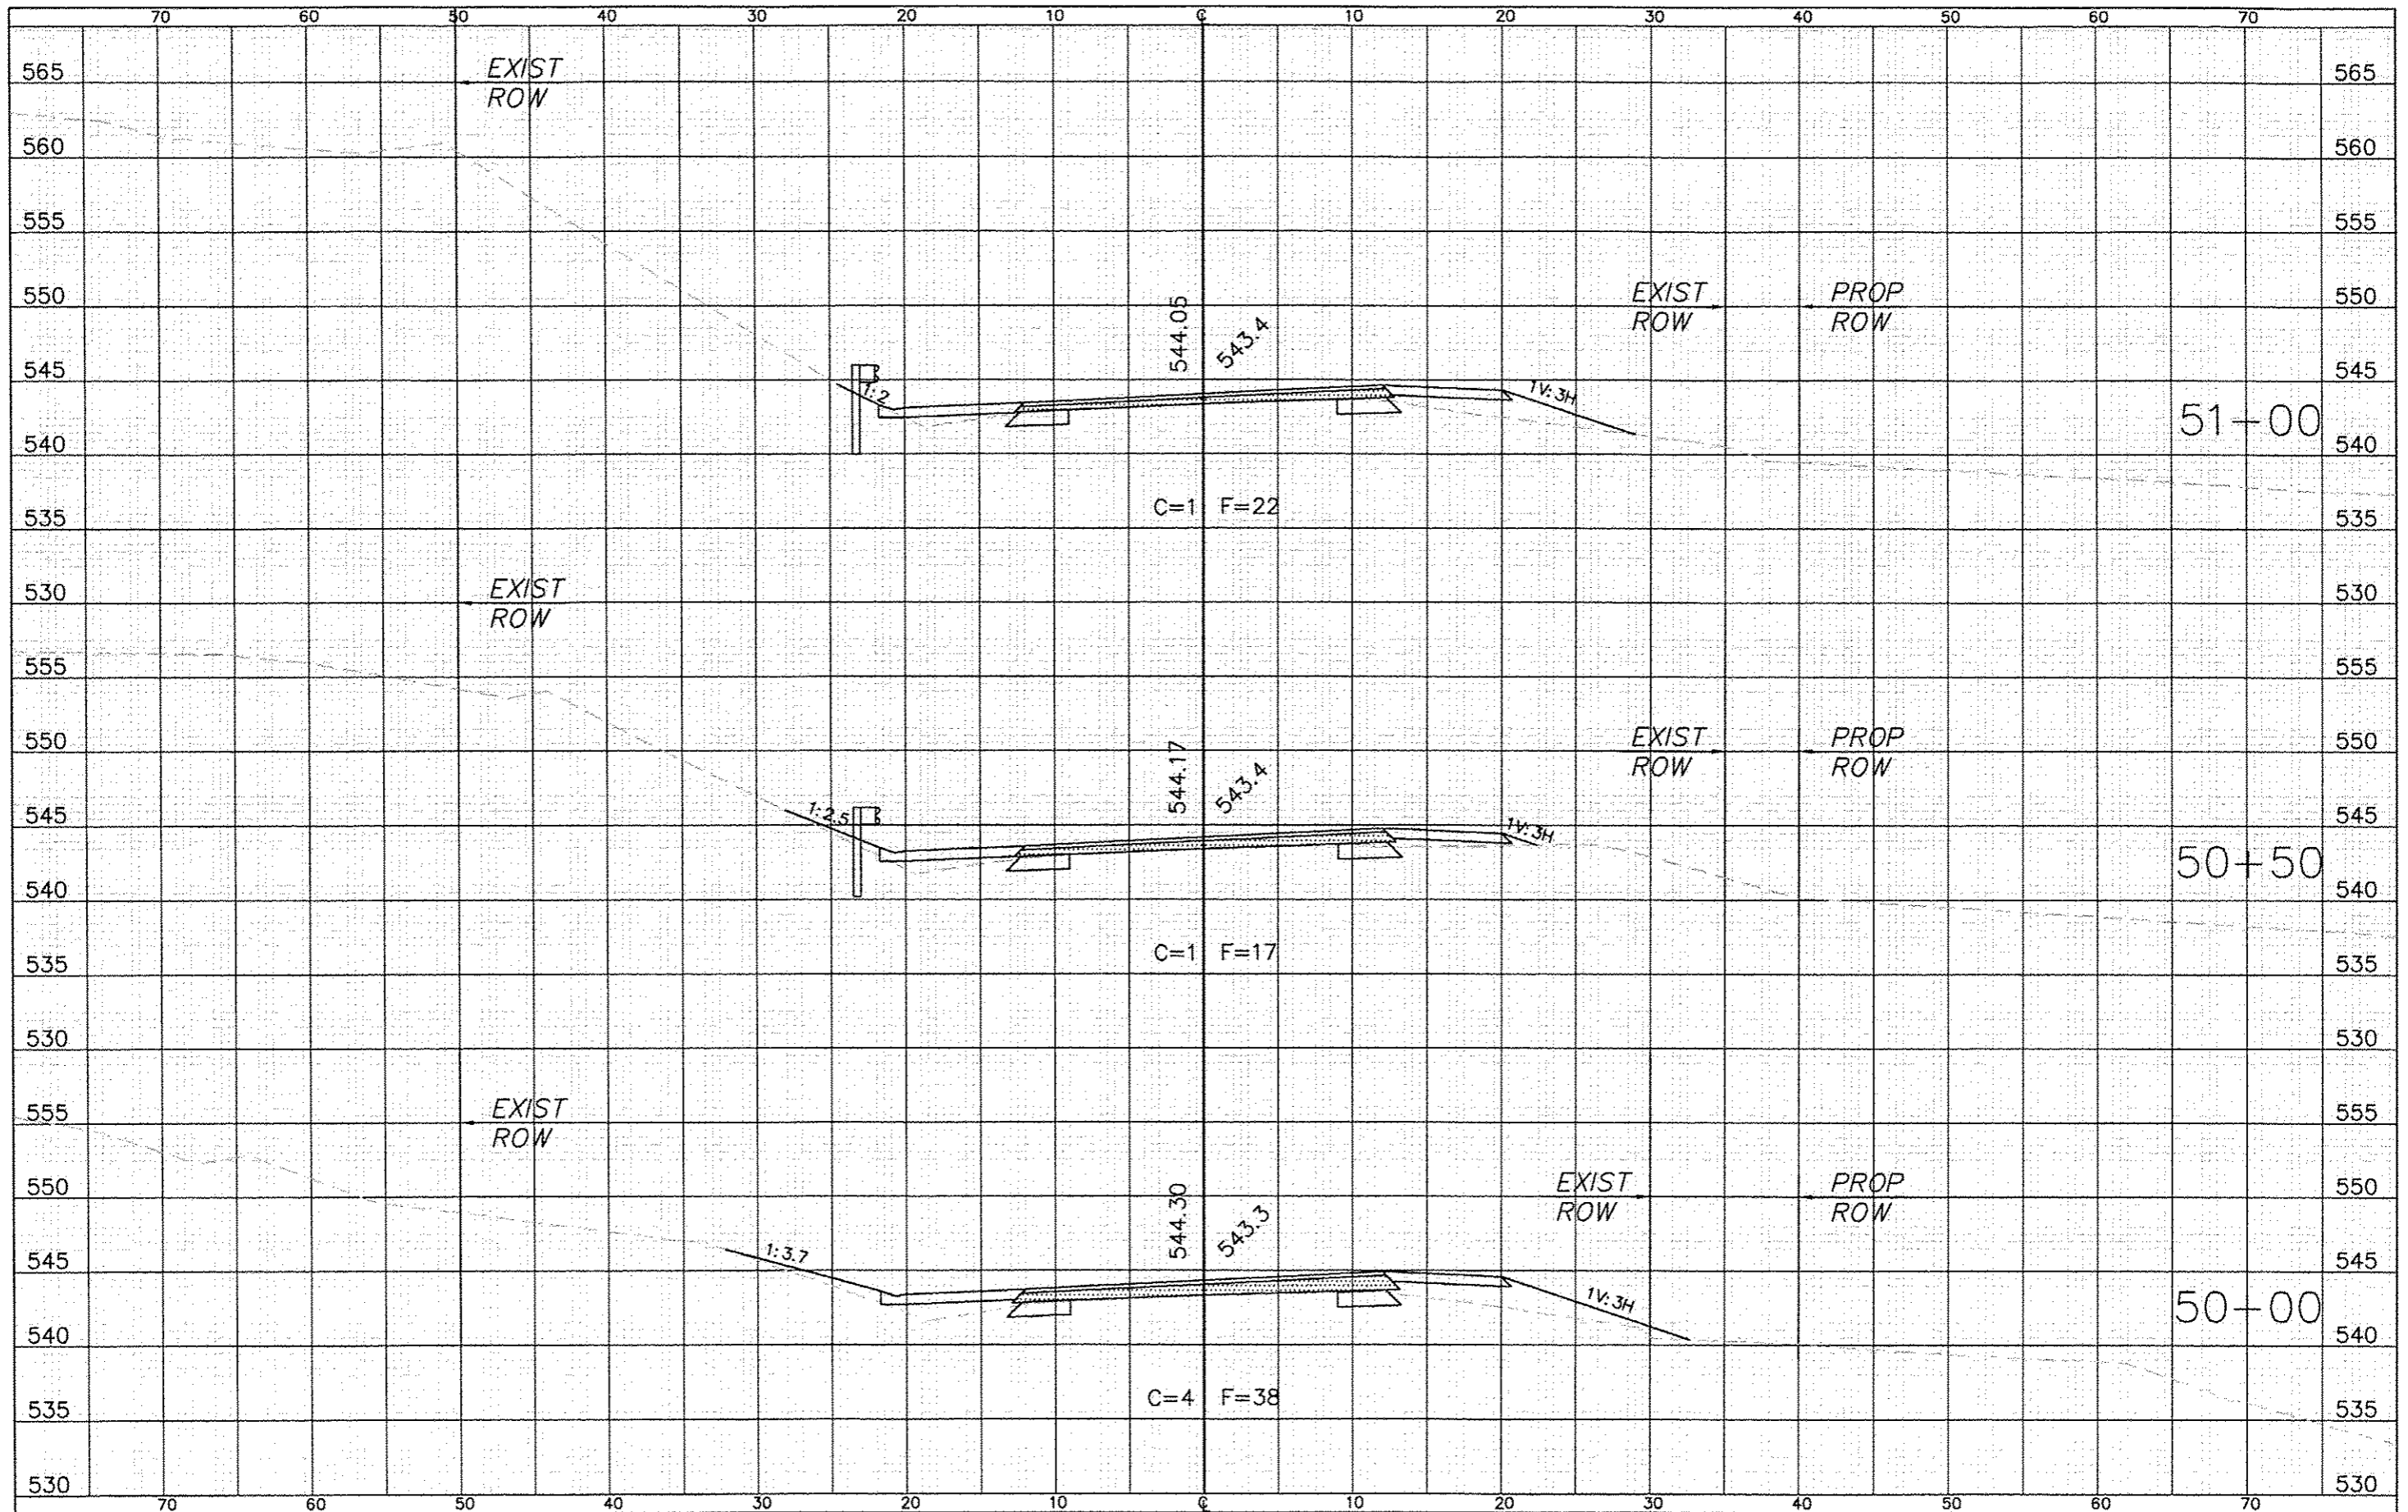 70 60 50 40 30 20 10 ℄ 10 20 30 40 50 60 70
565 EXIST 565
ROW
560 560
555 555
550 EXIST PROP 550
ROW ROW
544.05 543.4
545 1:2 1V:3H 545
51+00
540 540
C=1 F=22
535 535
530 EXIST 530
ROW
555 555
550 EXIST PROP 550
ROW ROW
544.17 543.4
545 1:2.5 1V:3H 545
50+50
540 540
C=1 F=17
535 535
530 530
555 EXIST 555
ROW
550 EXIST PROP 550
ROW ROW
544.30 543.3
545 1:3.7 545
1V:3H
50+00
540 540
C=4 F=38
535 535
530 530
70 60 50 40 30 20 10 ℄ 10 20 30 40 50 60 70